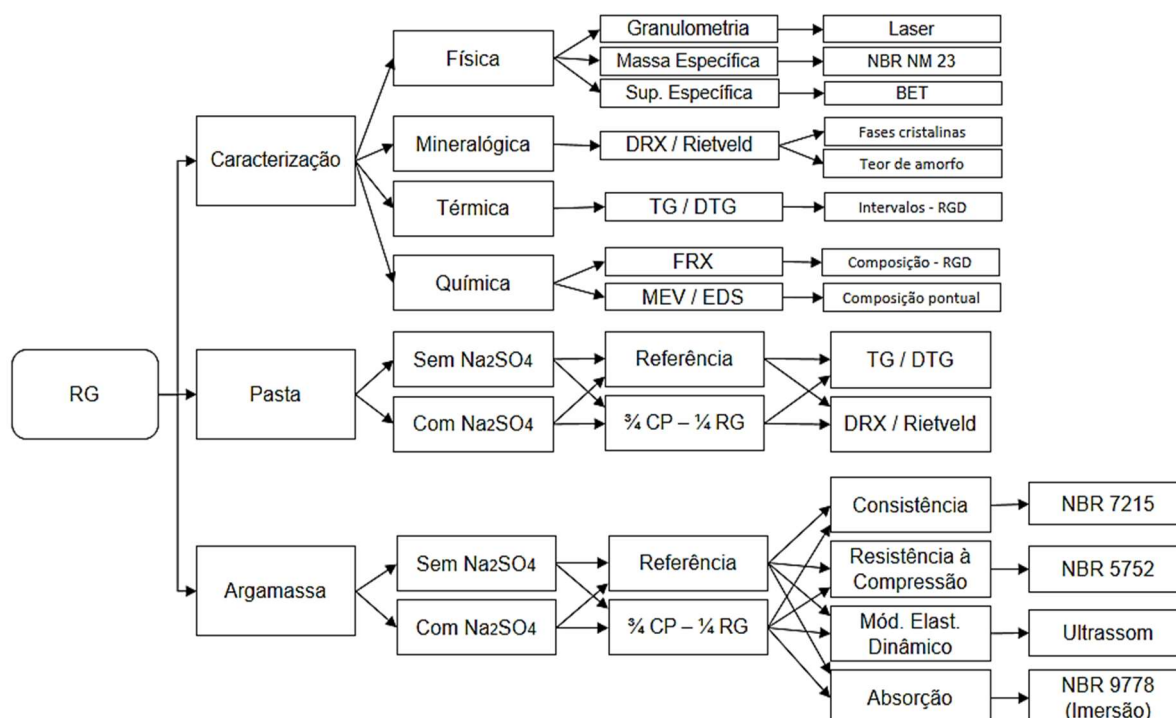 Granulometria
Laser
Física
Massa Específica
NBR NM 23
Sup. Específica
BET
Caracterização
Mineralógica
DRX / Rietveld
Fases cristalinas
Teor de amorfo
Térmica
TG / DTG
Intervalos - RGD
Química
FRX
Composição - RGD
MEV / EDS
Composição pontual
RG
Pasta
Sem Na2SO4
Referência
TG / DTG
Com Na2SO4
¾ CP – ¼ RG
DRX / Rietveld
Argamassa
Sem Na2SO4
Referência
Com Na2SO4
¾ CP – ¼ RG
Consistência
NBR 7215
Resistência à
Compressão
NBR 5752
Mód. Elast.
Dinâmico
Ultrassom
Absorção
NBR 9778
(Imersão)